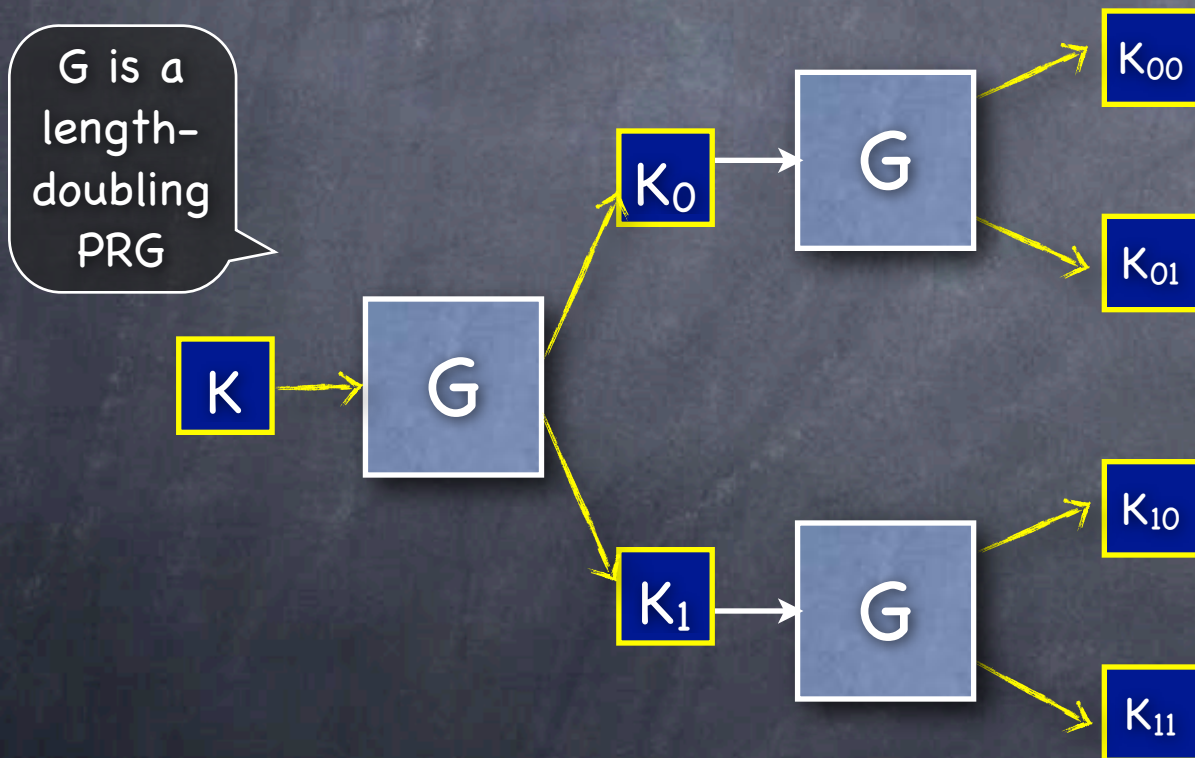 G is a
length-
doubling
PRG
K
G
K₀
G
K₀₀
K₀₁
K₁
G
K₁₀
K₁₁